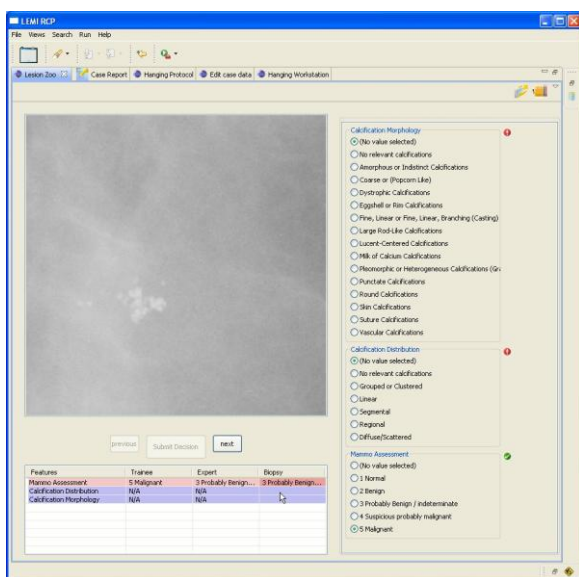 LEMI RCP
File Views Search Run Help
Lesion Zoo Case Report Hanging Protocol Edit case data Hanging Workstation
Calcification Morphology
(No value selected)
No relevant calcifications
Amorphous or Indistinct Calcifications
Coarse or (Popcorn Like)
Dystrophic Calcifications
Eggshell or Rim Calcifications
Fine, Linear or Fine, Linear, Branching (Casting)
Large Rod-Like Calcifications
Lucent-Centered Calcifications
Milk of Calcium Calcifications
Pleomorphic or Heterogeneous Calcifications (Gra
Punctate Calcifications
Round Calcifications
Skin Calcifications
Suture Calcifications
Vascular Calcifications
Calcification Distribution
(No value selected)
No relevant calcifications
Grouped or Clustered
Linear
Segmental
Regional
Diffuse/Scattered
Mammo Assessment
(No value selected)
1 Normal
2 Benign
3 Probably Benign / indeterminate
4 Suspicious probably malignant
5 Malignant
previous Submit Decision next
Features Trainee Expert Biopsy
Mammo Assessment 5 Malignant 3 Probably Benign... 3 Probably Benign...
Calcification Distribution N/A N/A
Calcification Morphology N/A N/A